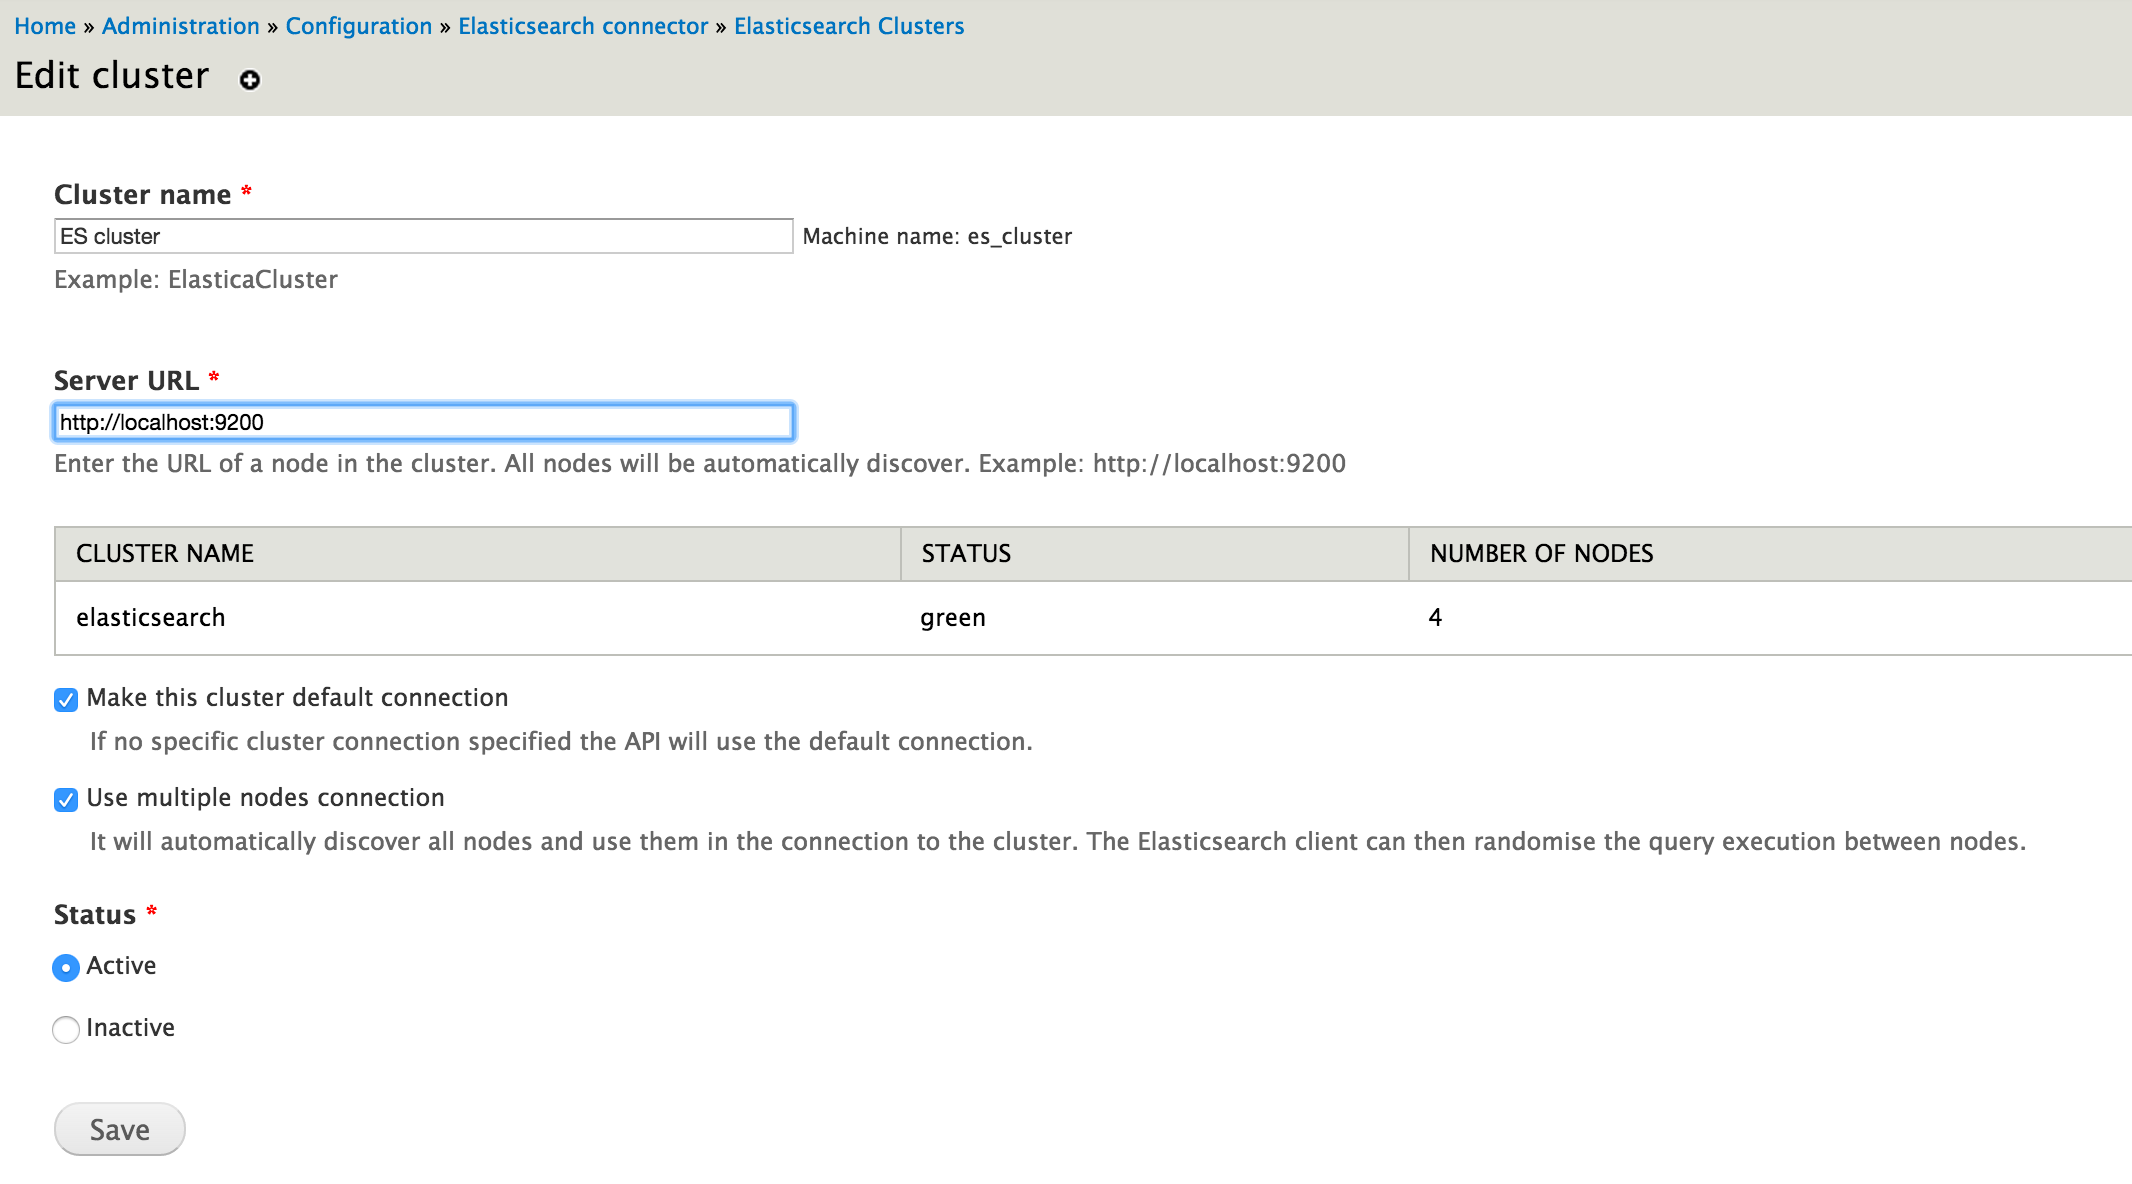 Home » Administration » Configuration » Elasticsearch connector » Elasticsearch Clusters
Edit cluster
Cluster name *
ES cluster Machine name: es_cluster
Example: ElasticaCluster
Server URL *
http://localhost:9200
Enter the URL of a node in the cluster. All nodes will be automatically discover. Example: http://localhost:9200
CLUSTER NAME STATUS NUMBER OF NODES
elasticsearch green 4
Make this cluster default connection
If no specific cluster connection specified the API will use the default connection.
Use multiple nodes connection
It will automatically discover all nodes and use them in the connection to the cluster. The Elasticsearch client can then randomise the query execution between nodes.
Status *
Active
Inactive
Save